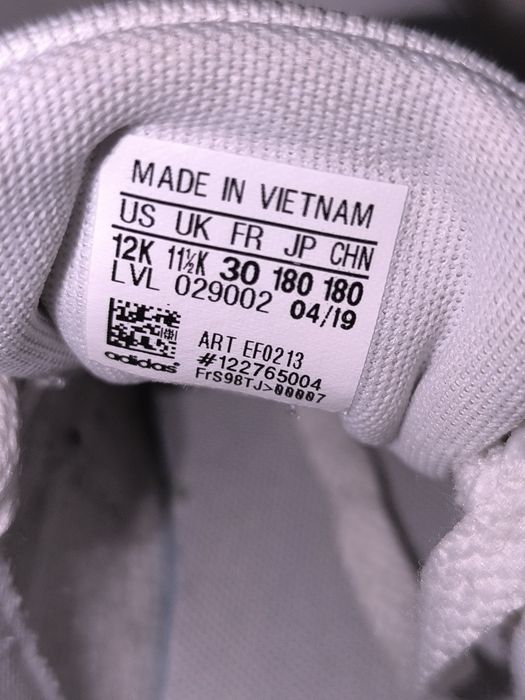 MADE IN VIETNAM
US UK FR JP CHN
12K 11½K 30 180 180
LVL 029002 04/19
ART EF0213
#122765004
adidas FrS98TJ>00007